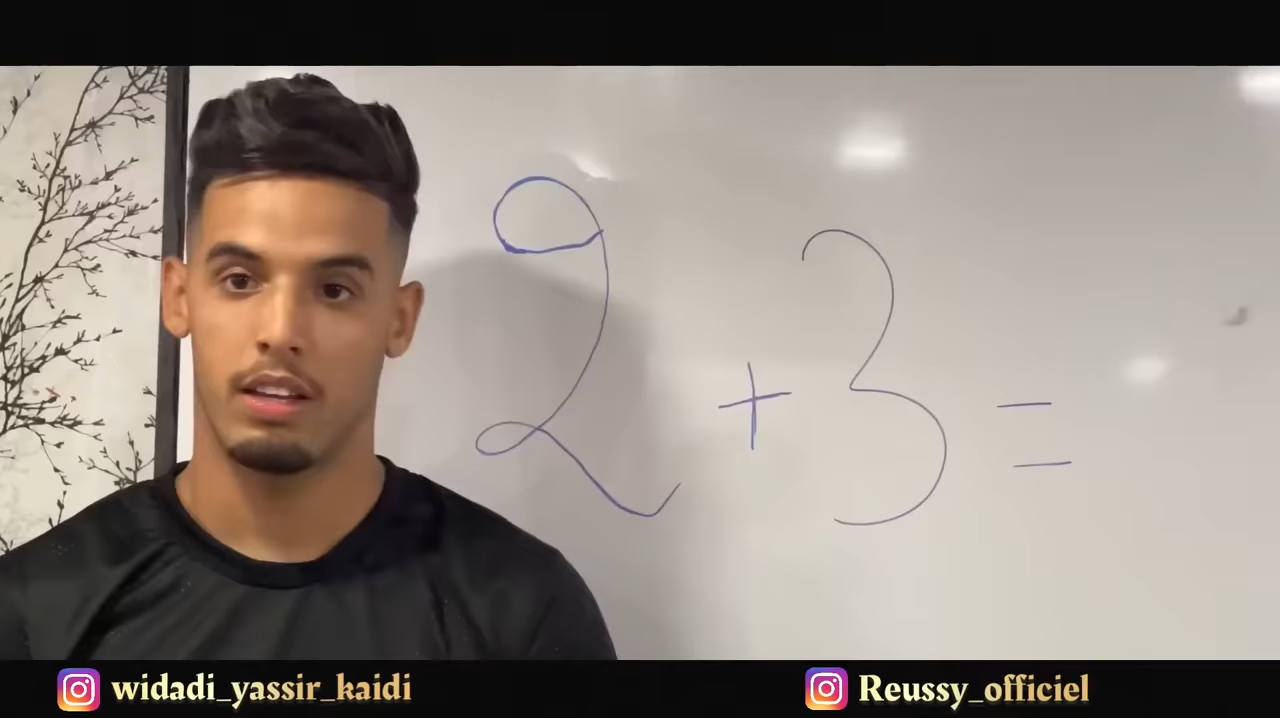 2 + 3 =
widadi_yassir_kaidi
Reussy_officiel